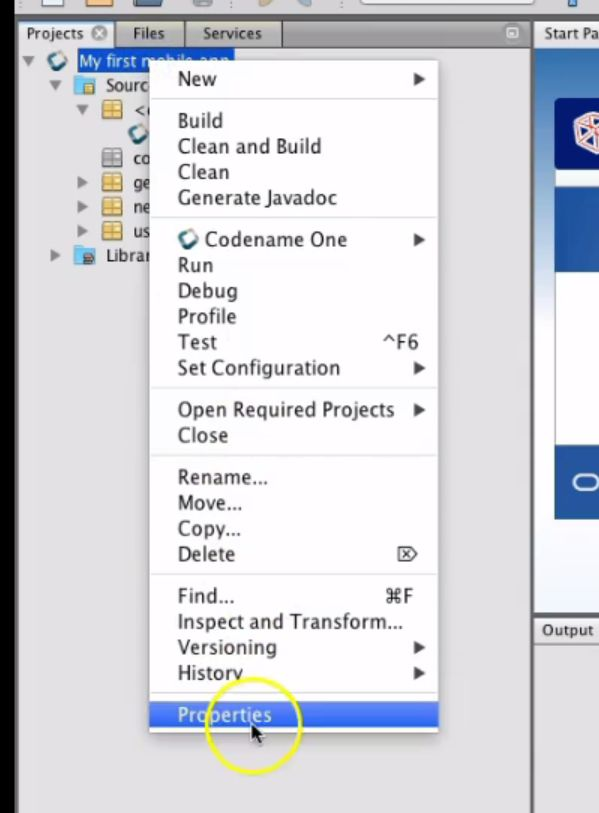 Projects Files Services
Start Pa
My first mobile app
New
Sourc
Build
<
Clean and Build
co
Clean
ge
Generate Javadoc
ne
us
Codename One
Librar
Run
Debug
Profile
Test ^F6
Set Configuration
Open Required Projects
Close
Rename...
Move...
Copy...
Delete
Find... ⌘F
Inspect and Transform...
Output
Versioning
History
Properties